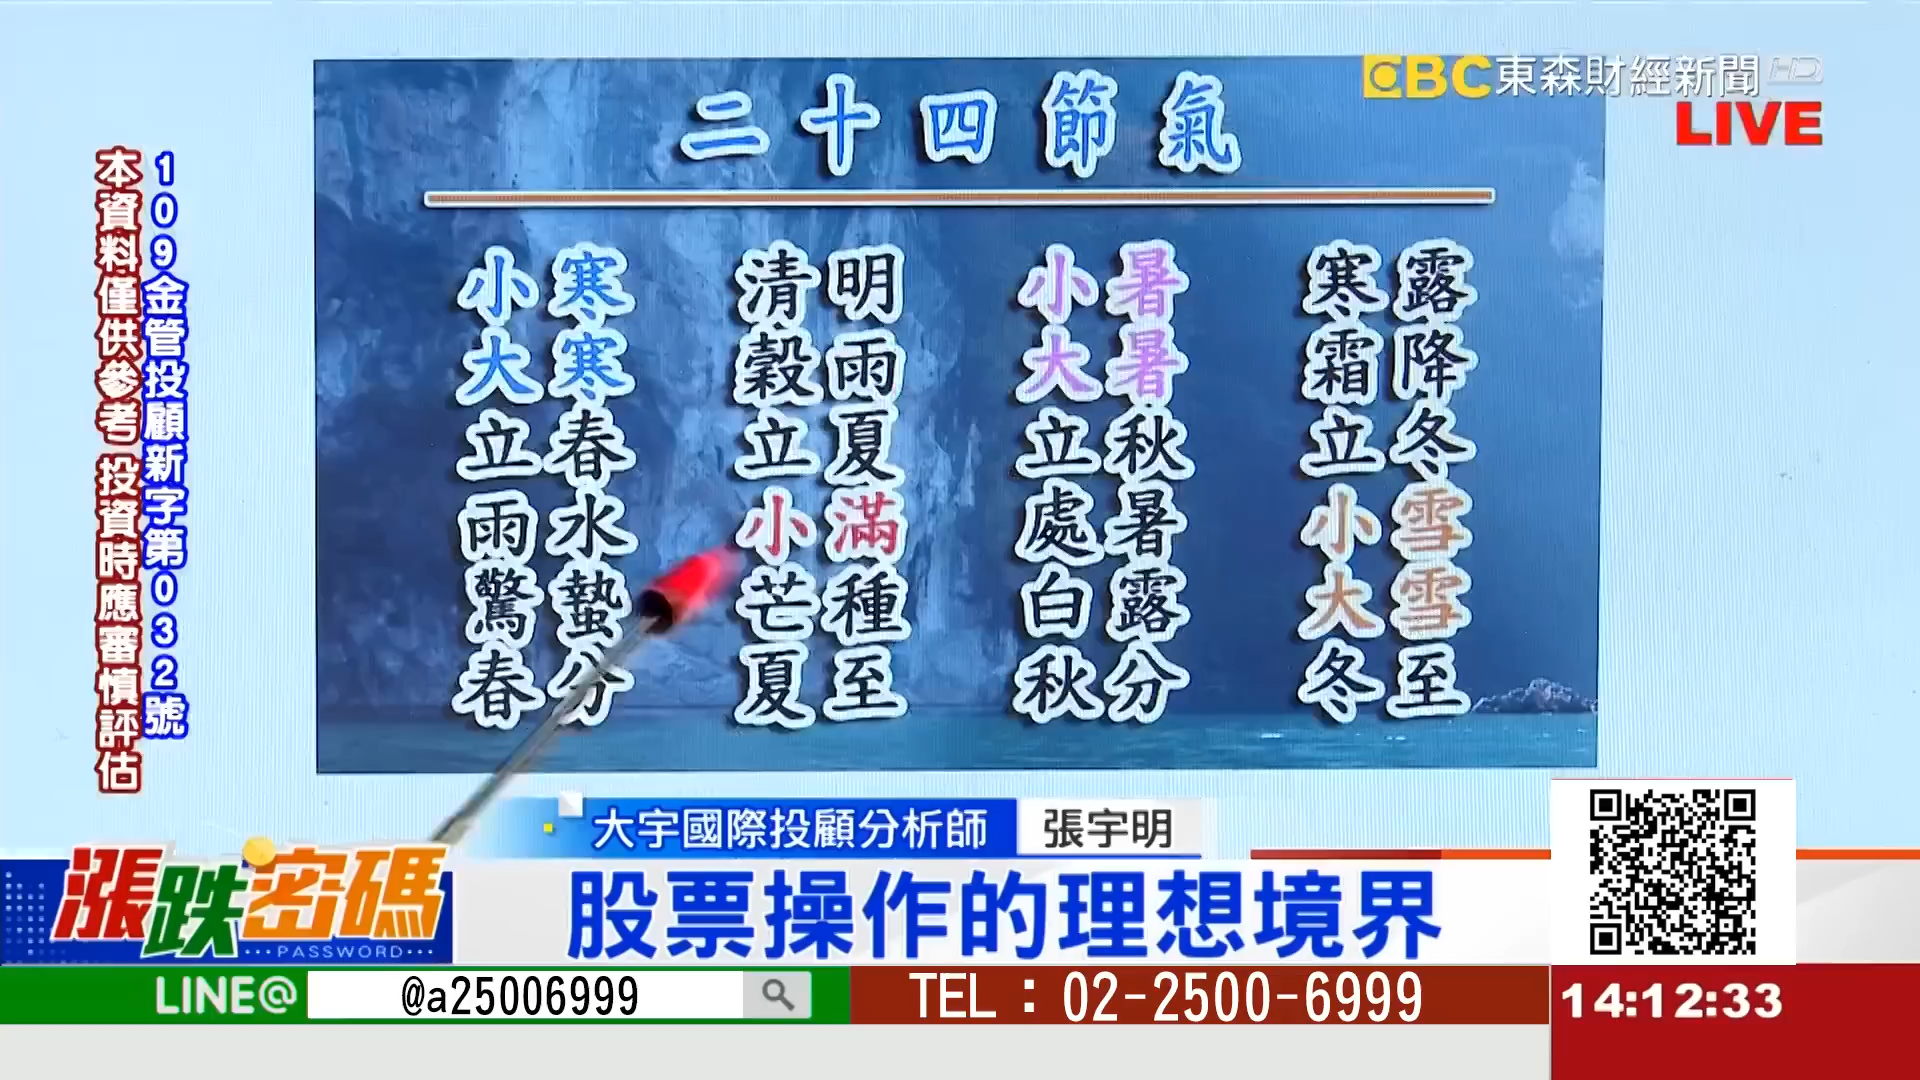 EBC東森財經新聞 HD
LIVE
109金管投顧新字第032號
本資料僅供參考 投資時應審慎評估
二十四節氣
小寒 清明 小暑 寒露
大寒 穀雨 大暑 霜降
立春 立夏 立秋 立冬
雨水 小滿 處暑 小雪
驚蟄 芒種 白露 大雪
春分 夏至 秋分 冬至
大宇國際投顧分析師 張宇明
漲跌密碼
PASSWORD
股票操作的理想境界
LINE@ @a25006999 TEL：02-2500-6999
14:12:33